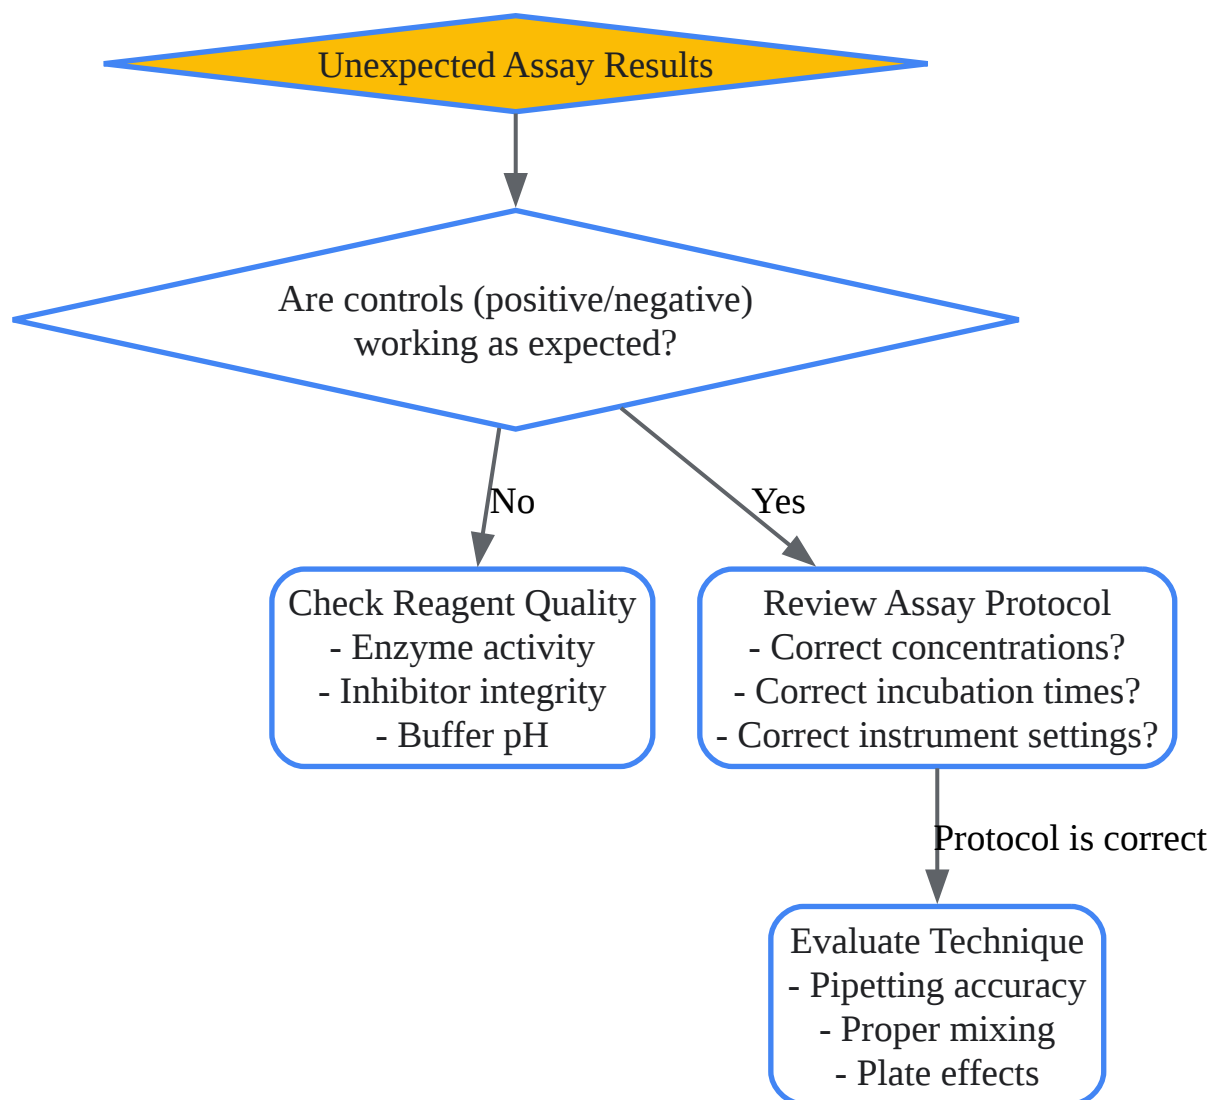 Unexpected Assay Results
Are controls (positive/negative)
working as expected?
No
Yes
Check Reagent Quality
- Enzyme activity
- Inhibitor integrity
- Buffer pH
Review Assay Protocol
- Correct concentrations?
- Correct incubation times?
- Correct instrument settings?
Protocol is correct
Evaluate Technique
- Pipetting accuracy
- Proper mixing
- Plate effects